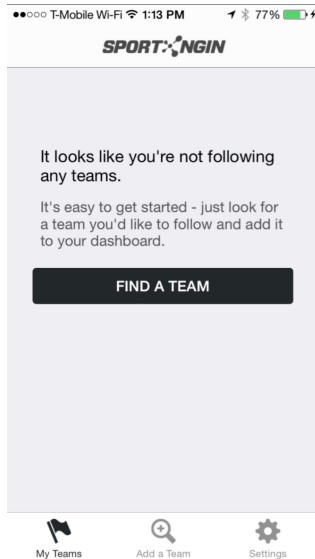 T-Mobile Wi-Fi 1:13 PM 77%
SPORT NGIN
It looks like you're not following
any teams.
It's easy to get started - just look for
a team you'd like to follow and add it
to your dashboard.
FIND A TEAM
My Teams Add a Team Settings